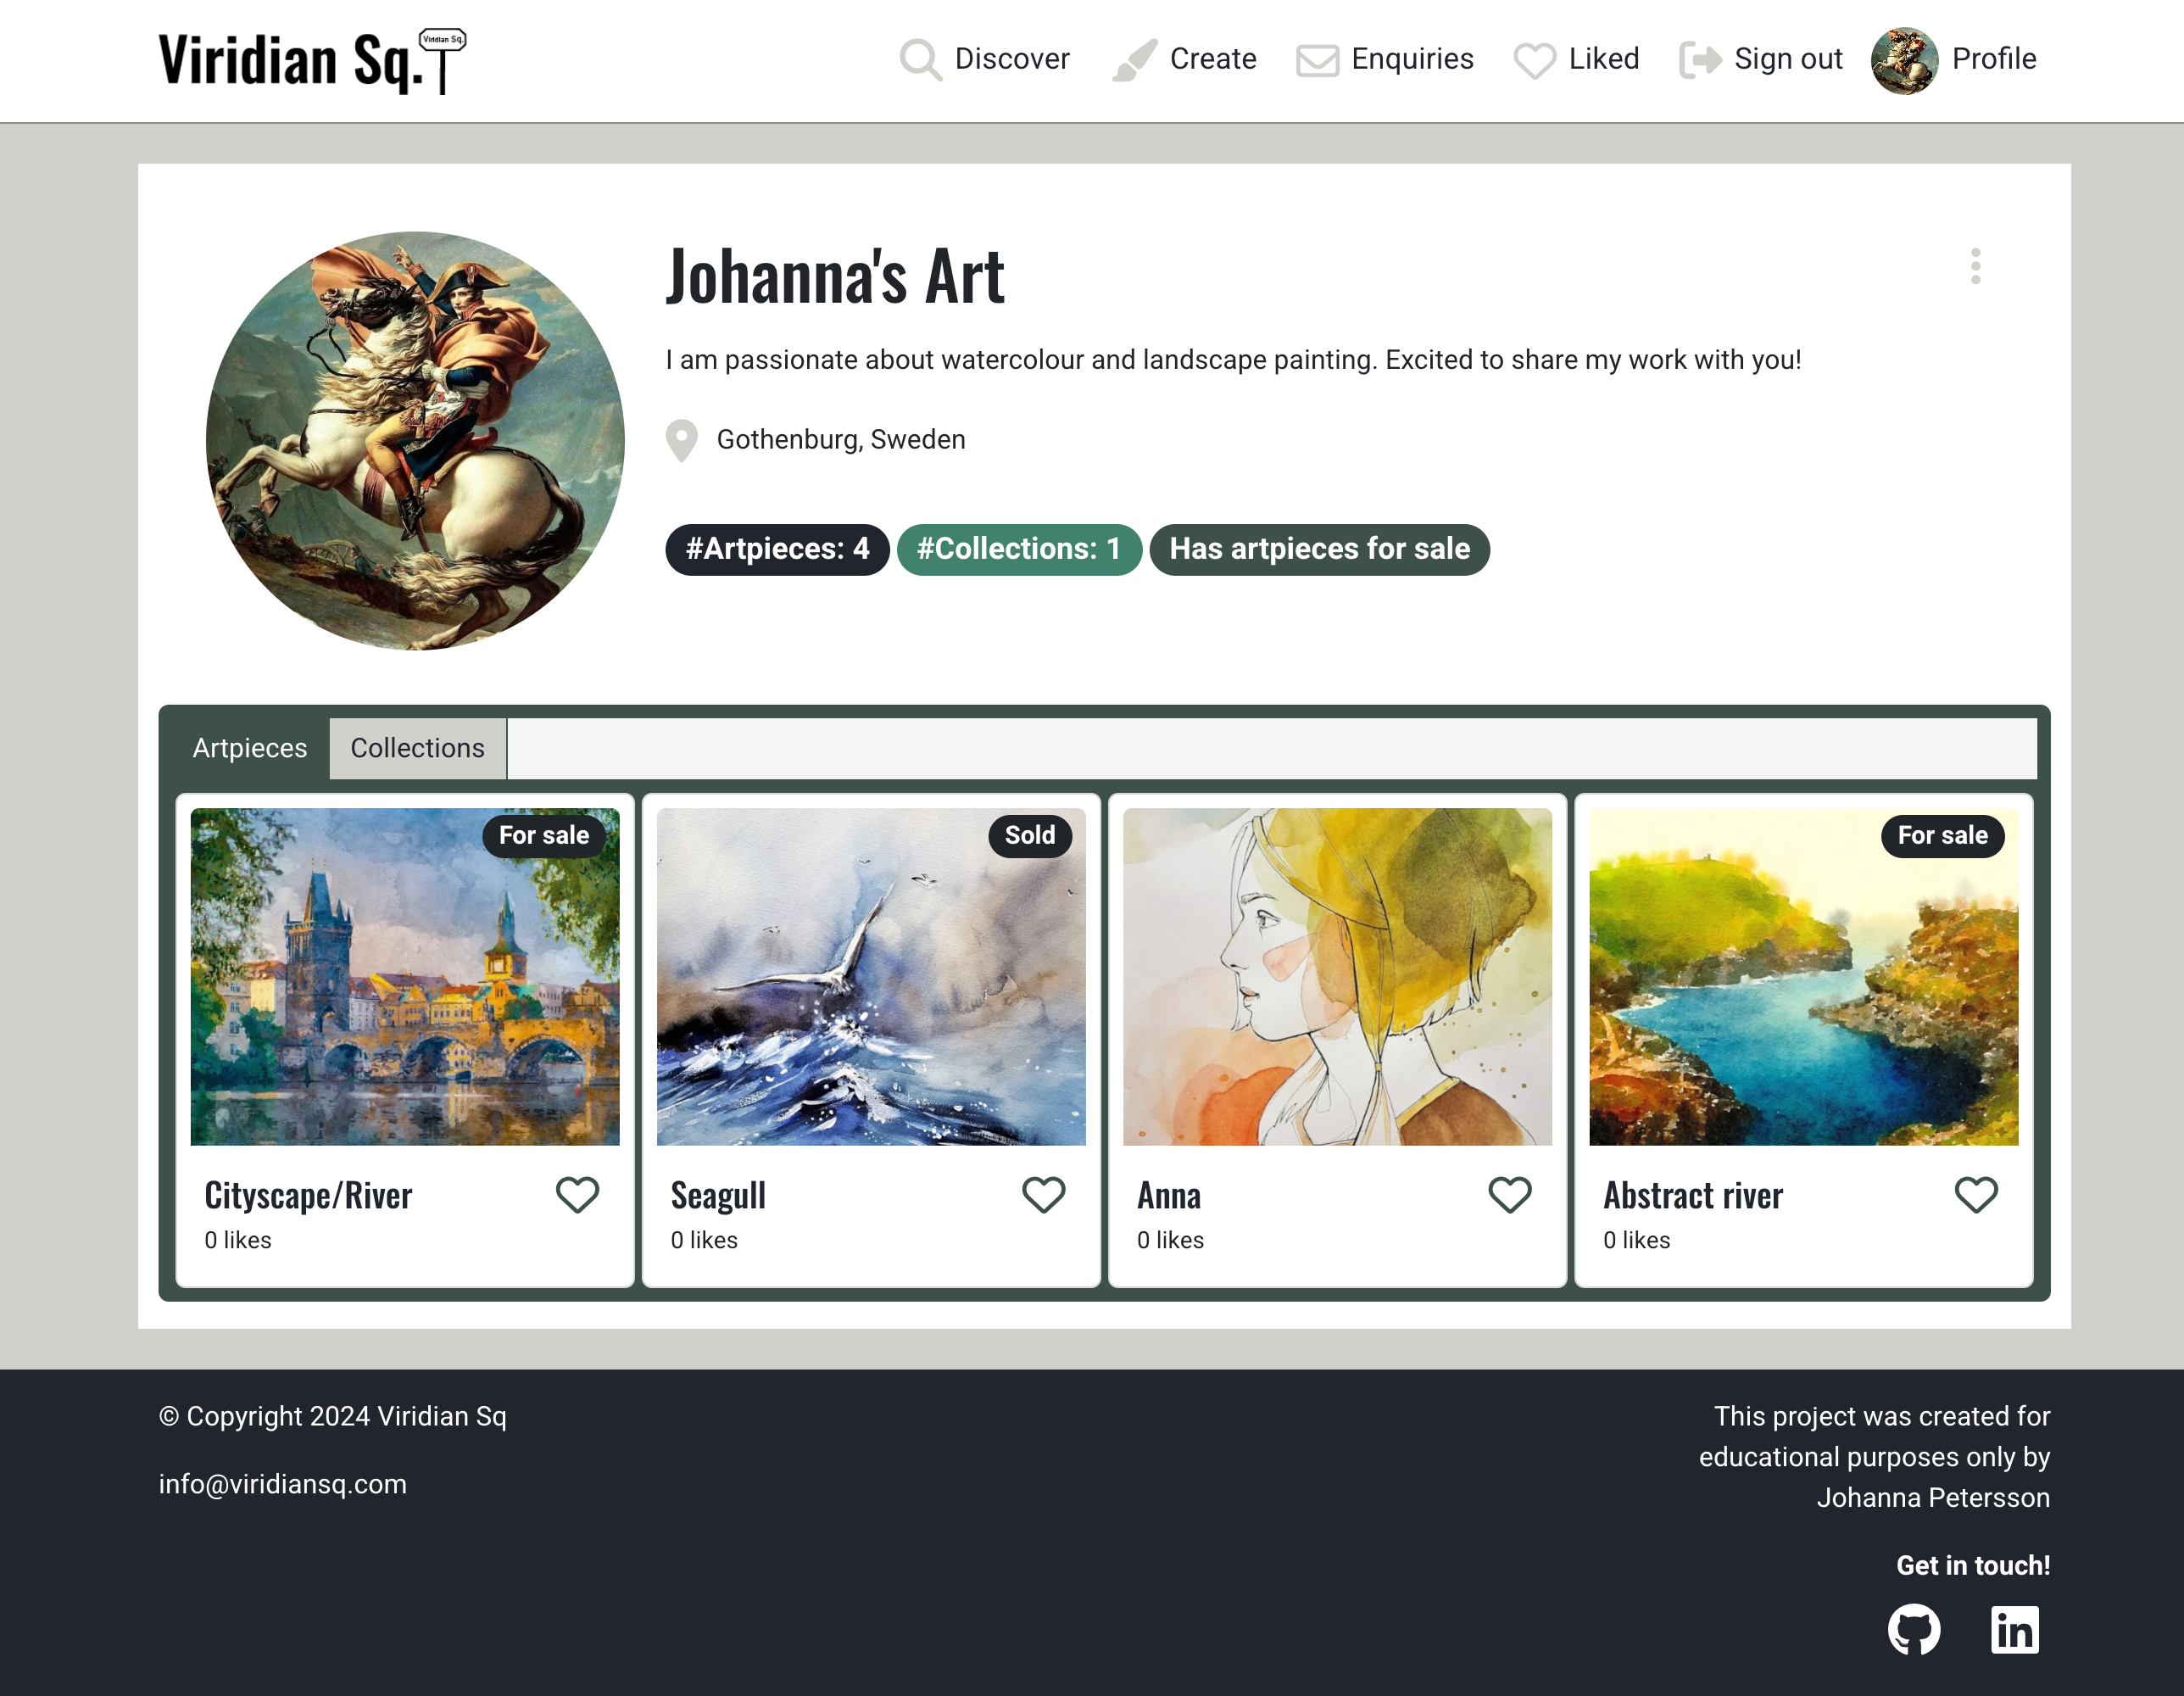 Viridian Sq.
Viridian Sq.
Discover
Create
Enquiries
Liked
Sign out
Profile
Johanna's Art
I am passionate about watercolour and landscape painting. Excited to share my work with you!
Gothenburg, Sweden
#Artpieces: 4
#Collections: 1
Has artpieces for sale
Artpieces
Collections
For sale
Sold
For sale
Cityscape/River
0 likes
Seagull
0 likes
Anna
0 likes
Abstract river
0 likes
© Copyright 2024 Viridian Sq
info@viridiansq.com
This project was created for
educational purposes only by
Johanna Petersson
Get in touch!
in